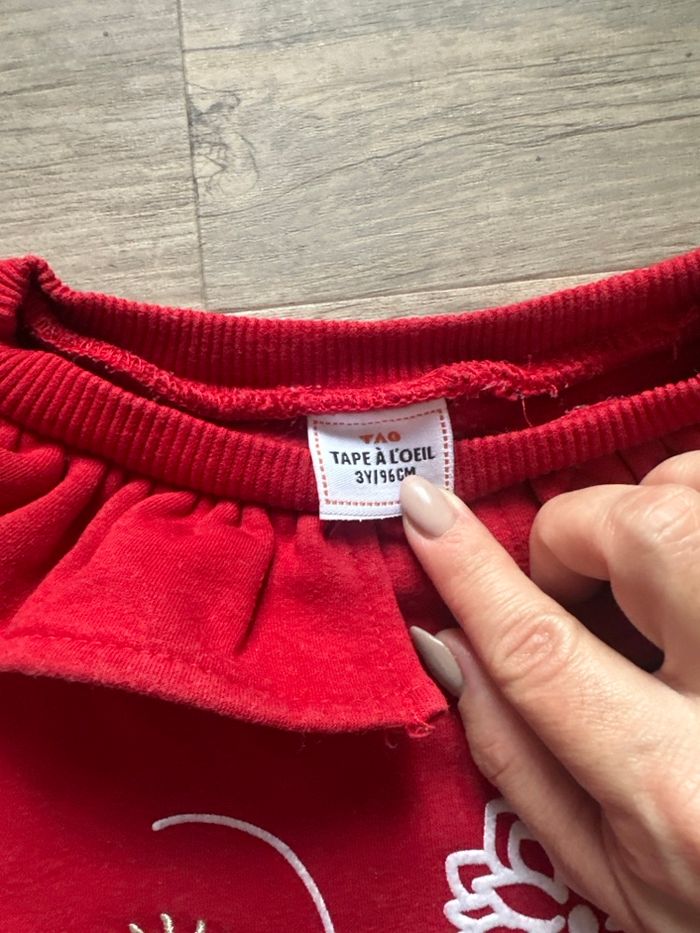 TAO
TAPE À L'OEIL
3Y/96CM